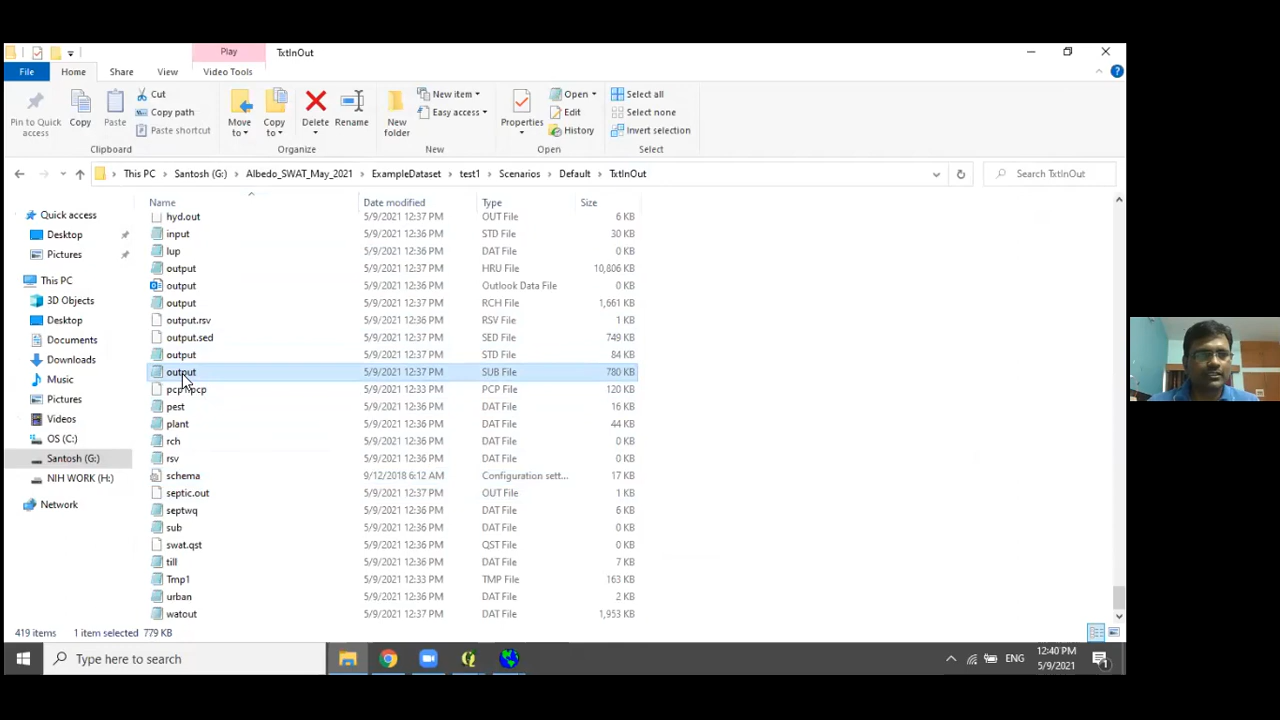 Play
TxtInOut
File
Home
Share
View
Video Tools
Pin to Quick access
Copy
Paste
Cut
Copy path
Paste shortcut
Clipboard
Move to
Copy to
Delete
Rename
Organize
New folder
New item
Easy access
New
Properties
Open
Edit
History
Open
Select all
Select none
Invert selection
Select
This PC > Santosh (G:) > Albedo_SWAT_May_2021 > ExampleDataset > test1 > Scenarios > Default > TxtInOut
Search TxtInOut
Name Date modified Type Size
Quick access
Desktop
Pictures
This PC
3D Objects
Desktop
Documents
Downloads
Music
Pictures
Videos
OS (C:)
Santosh (G:)
NIH WORK (H:)
Network
hyd.out 5/9/2021 12:37 PM OUT File 6 KB
input 5/9/2021 12:36 PM STD File 30 KB
lup 5/9/2021 12:36 PM DAT File 0 KB
output 5/9/2021 12:37 PM HRU File 10,806 KB
output 5/9/2021 12:36 PM Outlook Data File 0 KB
output 5/9/2021 12:37 PM RCH File 1,661 KB
output.rsv 5/9/2021 12:36 PM RSV File 1 KB
output.sed 5/9/2021 12:37 PM SED File 749 KB
output 5/9/2021 12:37 PM STD File 84 KB
output 5/9/2021 12:37 PM SUB File 780 KB
5/9/2021 12:33 PM PCP File 120 KB
pest 5/9/2021 12:36 PM DAT File 16 KB
plant 5/9/2021 12:36 PM DAT File 44 KB
rch 5/9/2021 12:36 PM DAT File 0 KB
rsv 5/9/2021 12:36 PM DAT File 0 KB
schema 9/12/2018 6:12 AM Configuration sett... 17 KB
septic.out 5/9/2021 12:37 PM OUT File 1 KB
septwq 5/9/2021 12:36 PM DAT File 6 KB
sub 5/9/2021 12:36 PM DAT File 0 KB
swat.qst 5/9/2021 12:36 PM QST File 0 KB
till 5/9/2021 12:36 PM DAT File 7 KB
Tmp1 5/9/2021 12:33 PM TMP File 163 KB
urban 5/9/2021 12:36 PM DAT File 2 KB
watout 5/9/2021 12:37 PM DAT File 1,953 KB
419 items 1 item selected 779 KB
Type here to search
ENG
12:40 PM
5/9/2021